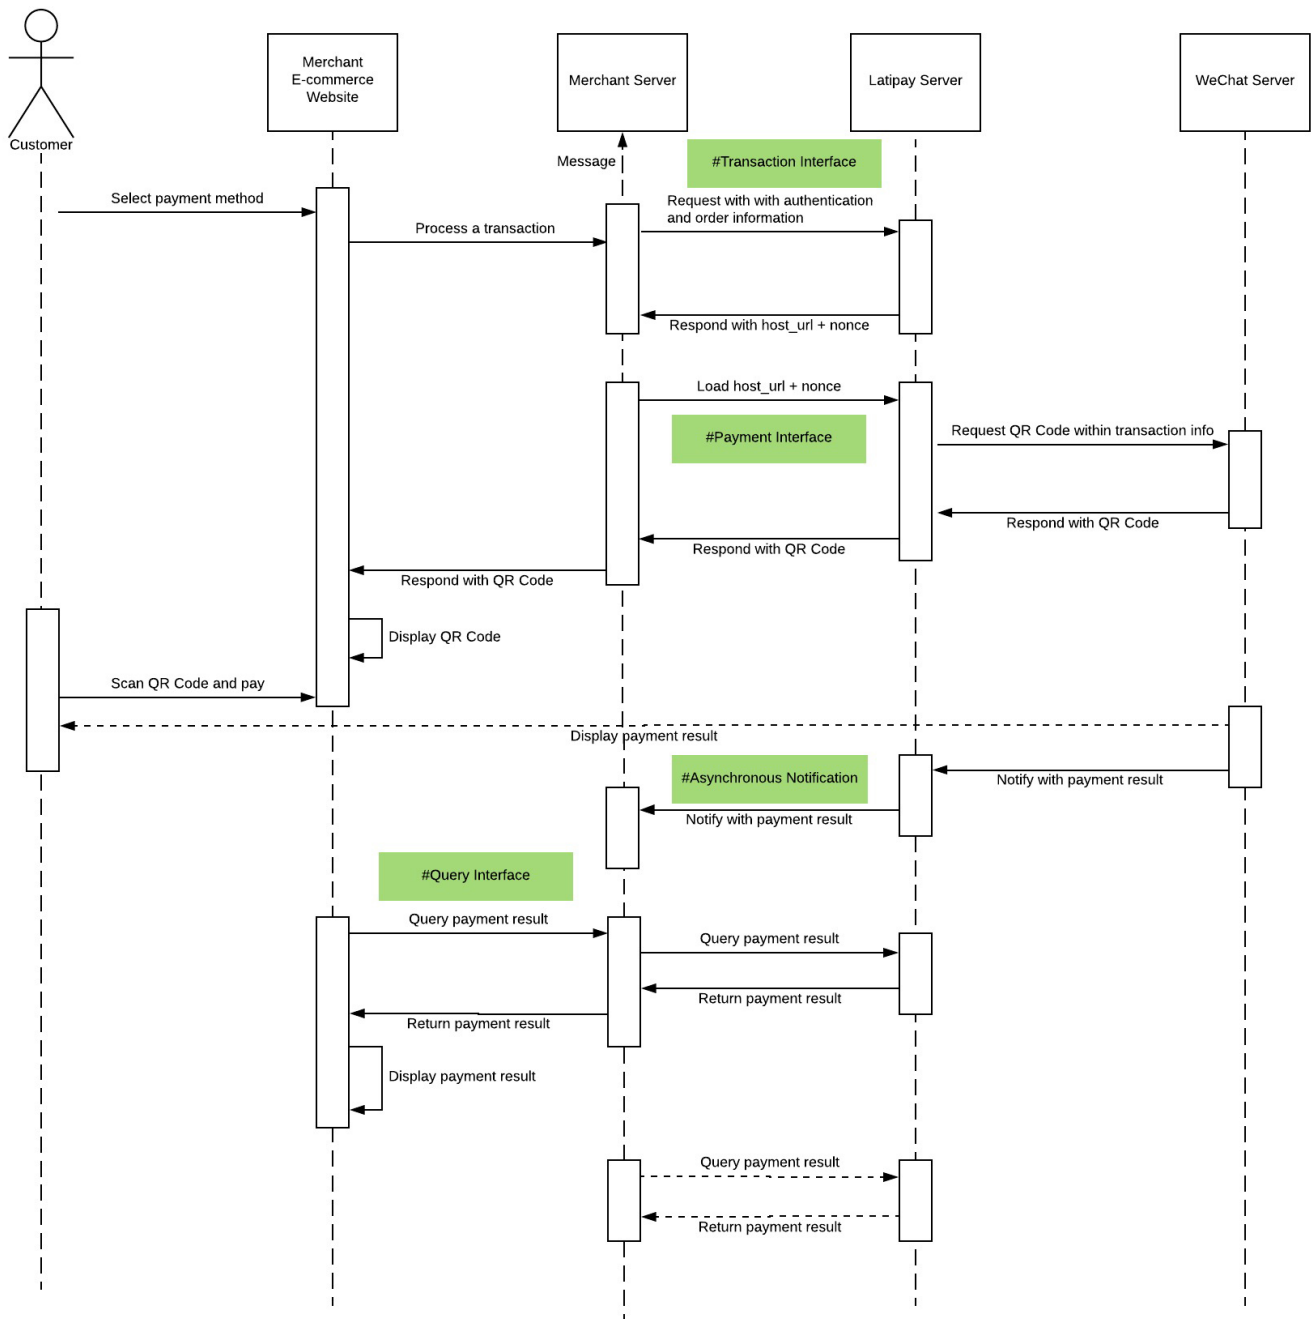 Customer
Merchant
E-commerce
Website
Merchant Server
Latipay Server
WeChat Server
Message
#Transaction Interface
Select payment method
Request with with authentication
and order information
Process a transaction
Respond with host_url + nonce
Load host_url + nonce
#Payment Interface
Request QR Code within transaction info
Respond with QR Code
Respond with QR Code
Respond with QR Code
Display QR Code
Scan QR Code and pay
Display payment result
#Asynchronous Notification
Notify with payment result
Notify with payment result
#Query Interface
Query payment result
Query payment result
Return payment result
Return payment result
Display payment result
Query payment result
Return payment result